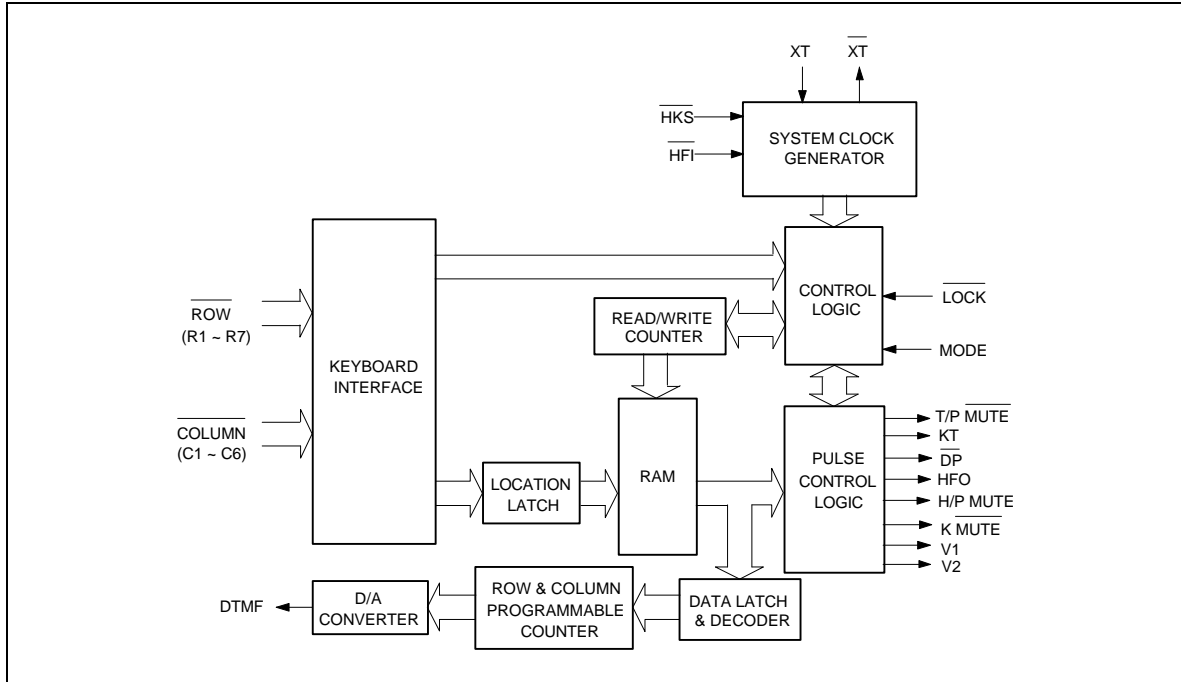 XT
XT
HKS
HFI
SYSTEM CLOCK
GENERATOR
ROW
(R1 ~ R7)
COLUMN
(C1 ~ C6)
KEYBOARD
INTERFACE
READ/WRITE
COUNTER
CONTROL
LOGIC
LOCK
MODE
LOCATION
LATCH
RAM
PULSE
CONTROL
LOGIC
T/P MUTE
KT
DP
HFO
H/P MUTE
K MUTE
V1
V2
DTMF
D/A
CONVERTER
ROW & COLUMN
PROGRAMMABLE
COUNTER
DATA LATCH
& DECODER